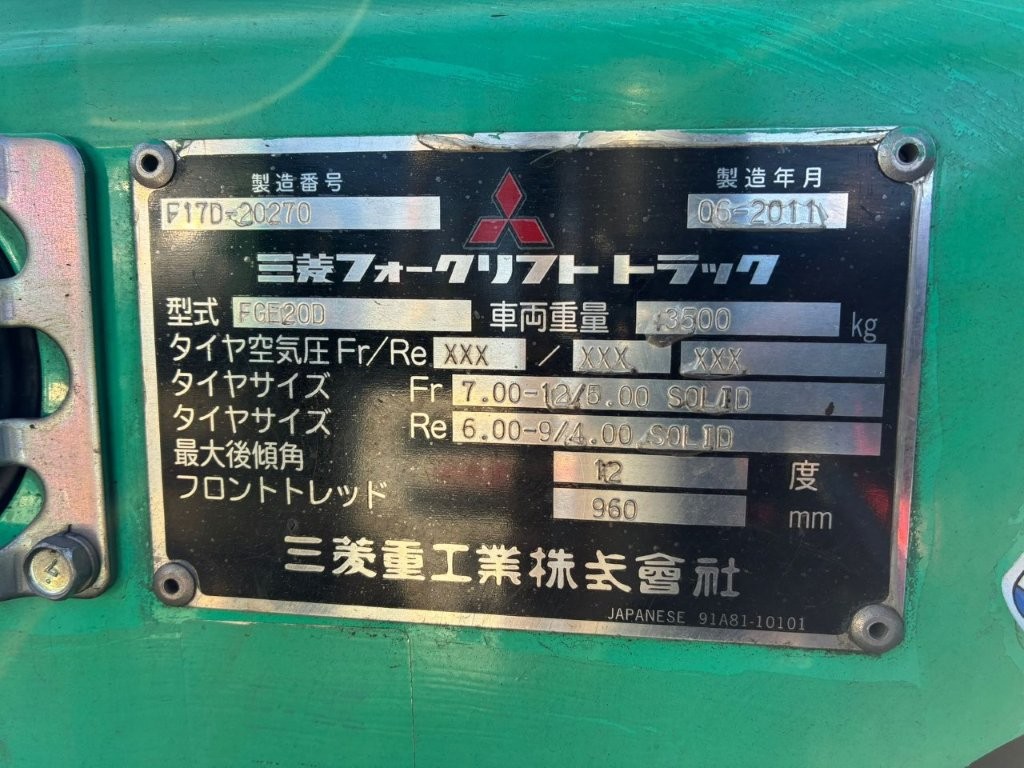 製造番号
F17D-20270
製造年月
06-2011
三菱フォークリフト トラック
型式 FGE20D 車両重量 3500 kg
タイヤ空気圧 Fr/Re XXX / XXX XXX
タイヤサイズ Fr 7.00-12/5.00 SOLID
タイヤサイズ Re 6.00-9/4.00 SOLID
最大後傾角 12 度
フロントトレッド 960 mm
三菱重工業株式會社
JAPANESE 91A81-10101